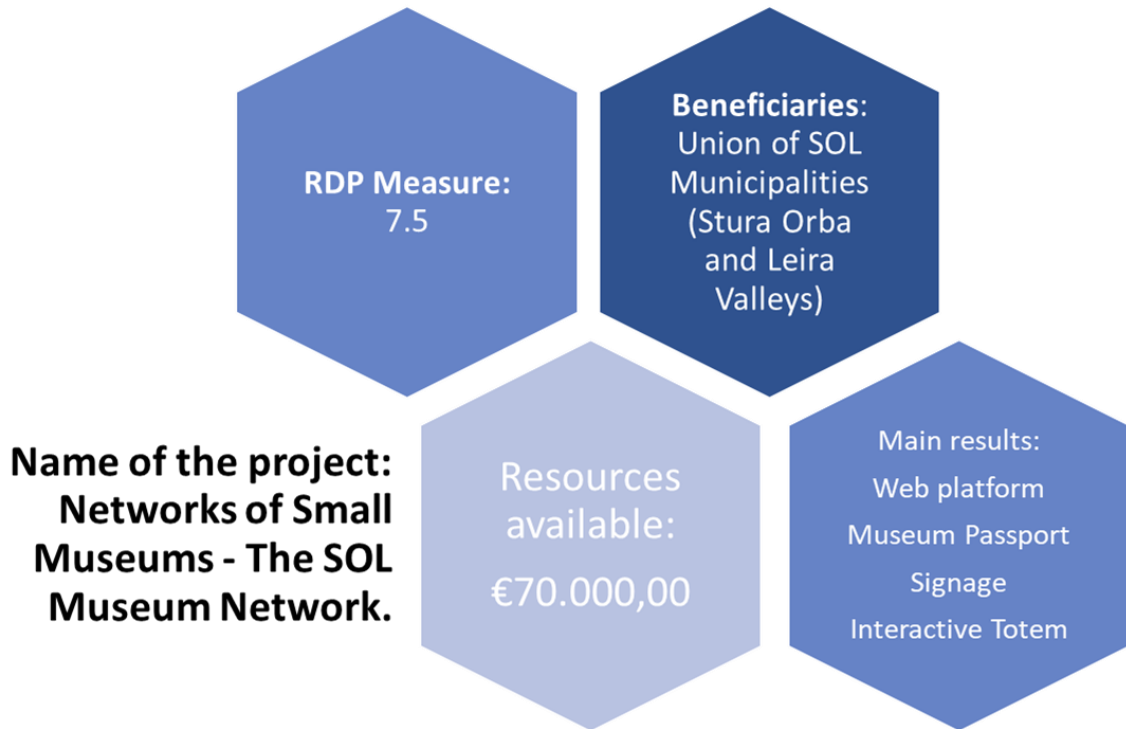 RDP Measure:
7.5
Beneficiaries:
Union of SOL
Municipalities
(Stura Orba
and Leira
Valleys)
Name of the project:
Networks of Small
Museums - The SOL
Museum Network.
Resources
available:
€70.000,00
Main results:
Web platform
Museum Passport
Signage
Interactive Totem